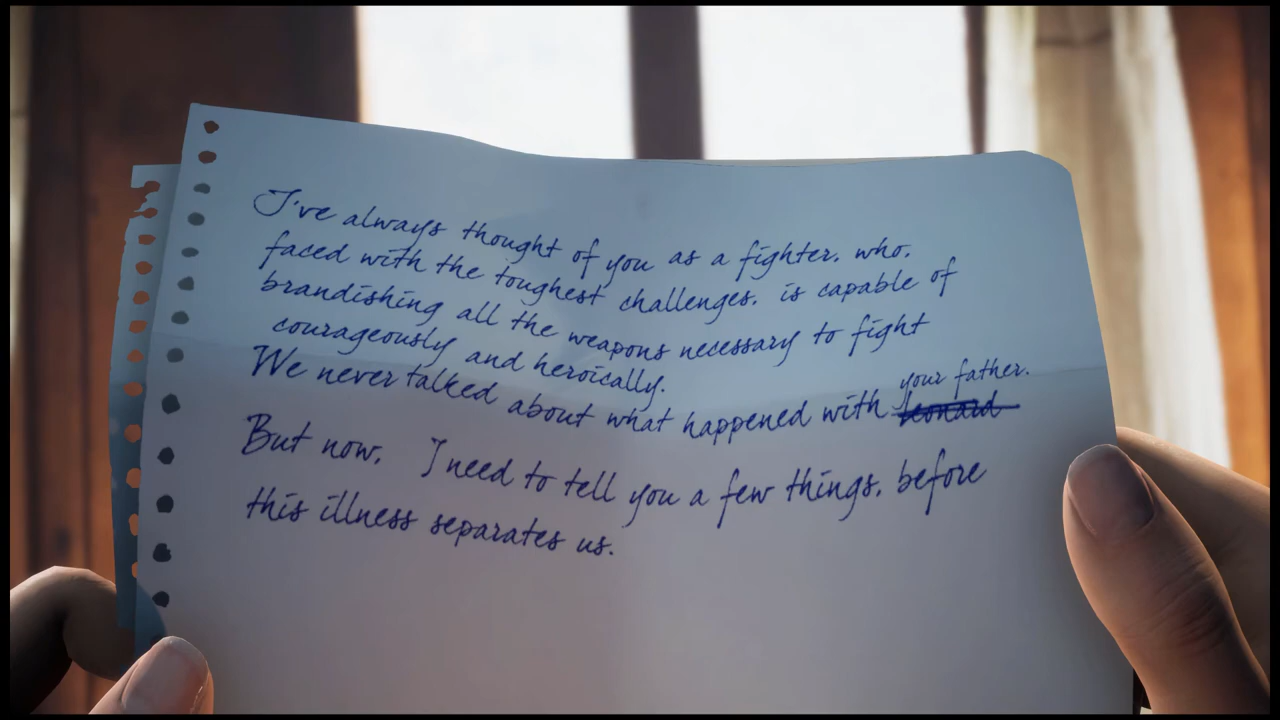 I've always thought of you as a fighter. who.
faced with the toughest challenges. is capable of
brandishing all the weapons necessary to fight
courageously and heroically.
We never talked about what happened with leonard your father.
But now. I need to tell you a few things. before
this illness separates us.